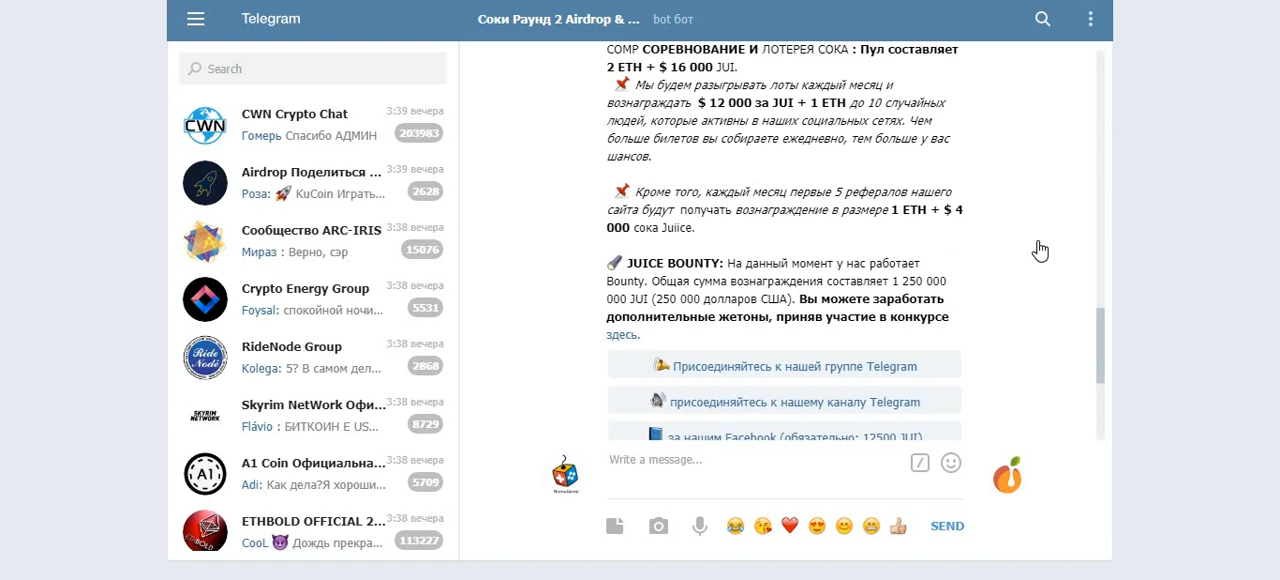 Telegram
Соки Раунд 2 Airdrop & ...
bot бот
Search
CWN Crypto Chat
3:39 вечера
Гомерь Спасибо АДМИН
203983
Airdrop Поделиться ...
3:39 вечера
Роза: 🚀 KuCoin Играть...
2628
Сообщество ARC-IRIS
3:38 вечера
Мираз : Верно, сэр
15076
Crypto Energy Group
3:38 вечера
Foysal: спокойной ночи...
5531
RideNode Group
3:38 вечера
Kolega: 5? В самом дел...
2868
Skyrim NetWork Офи...
3:38 вечера
Flávio : БИТКОИН E US...
8729
A1 Coin Официальна...
3:38 вечера
Adi: Как дела?Я хороши...
5709
ETHBOLD OFFICIAL 2...
3:38 вечера
CooL 😈 Дождь прекра...
113227
CWN
Ride
Node
SKYRIM
NETWORK
A1
COMP СОРЕВНОВАНИЕ И ЛОТЕРЕЯ СОКА : Пул составляет
2 ETH + $ 16 000 JUI.
📌 Мы будем разыгрывать лоты каждый месяц и
вознаграждать $ 12 000 за JUI + 1 ETH до 10 случайных
людей, которые активны в наших социальных сетях. Чем
больше билетов вы собираете ежедневно, тем больше у вас
шансов.
📌 Кроме того, каждый месяц первые 5 рефералов нашего
сайта будут получать вознаграждение в размере 1 ETH + $ 4
000 сока Juiice.
JUICE BOUNTY: На данный момент у нас работает
Bounty. Общая сумма вознаграждения составляет 1 250 000
000 JUI (250 000 долларов США). Вы можете заработать
дополнительные жетоны, приняв участие в конкурсе
здесь.
Присоединяйтесь к нашей группе Telegram
присоединяйтесь к нашему каналу Telegram
за нашим Facebook (обязательно: 12500 JUI)
Write a message...
SEND